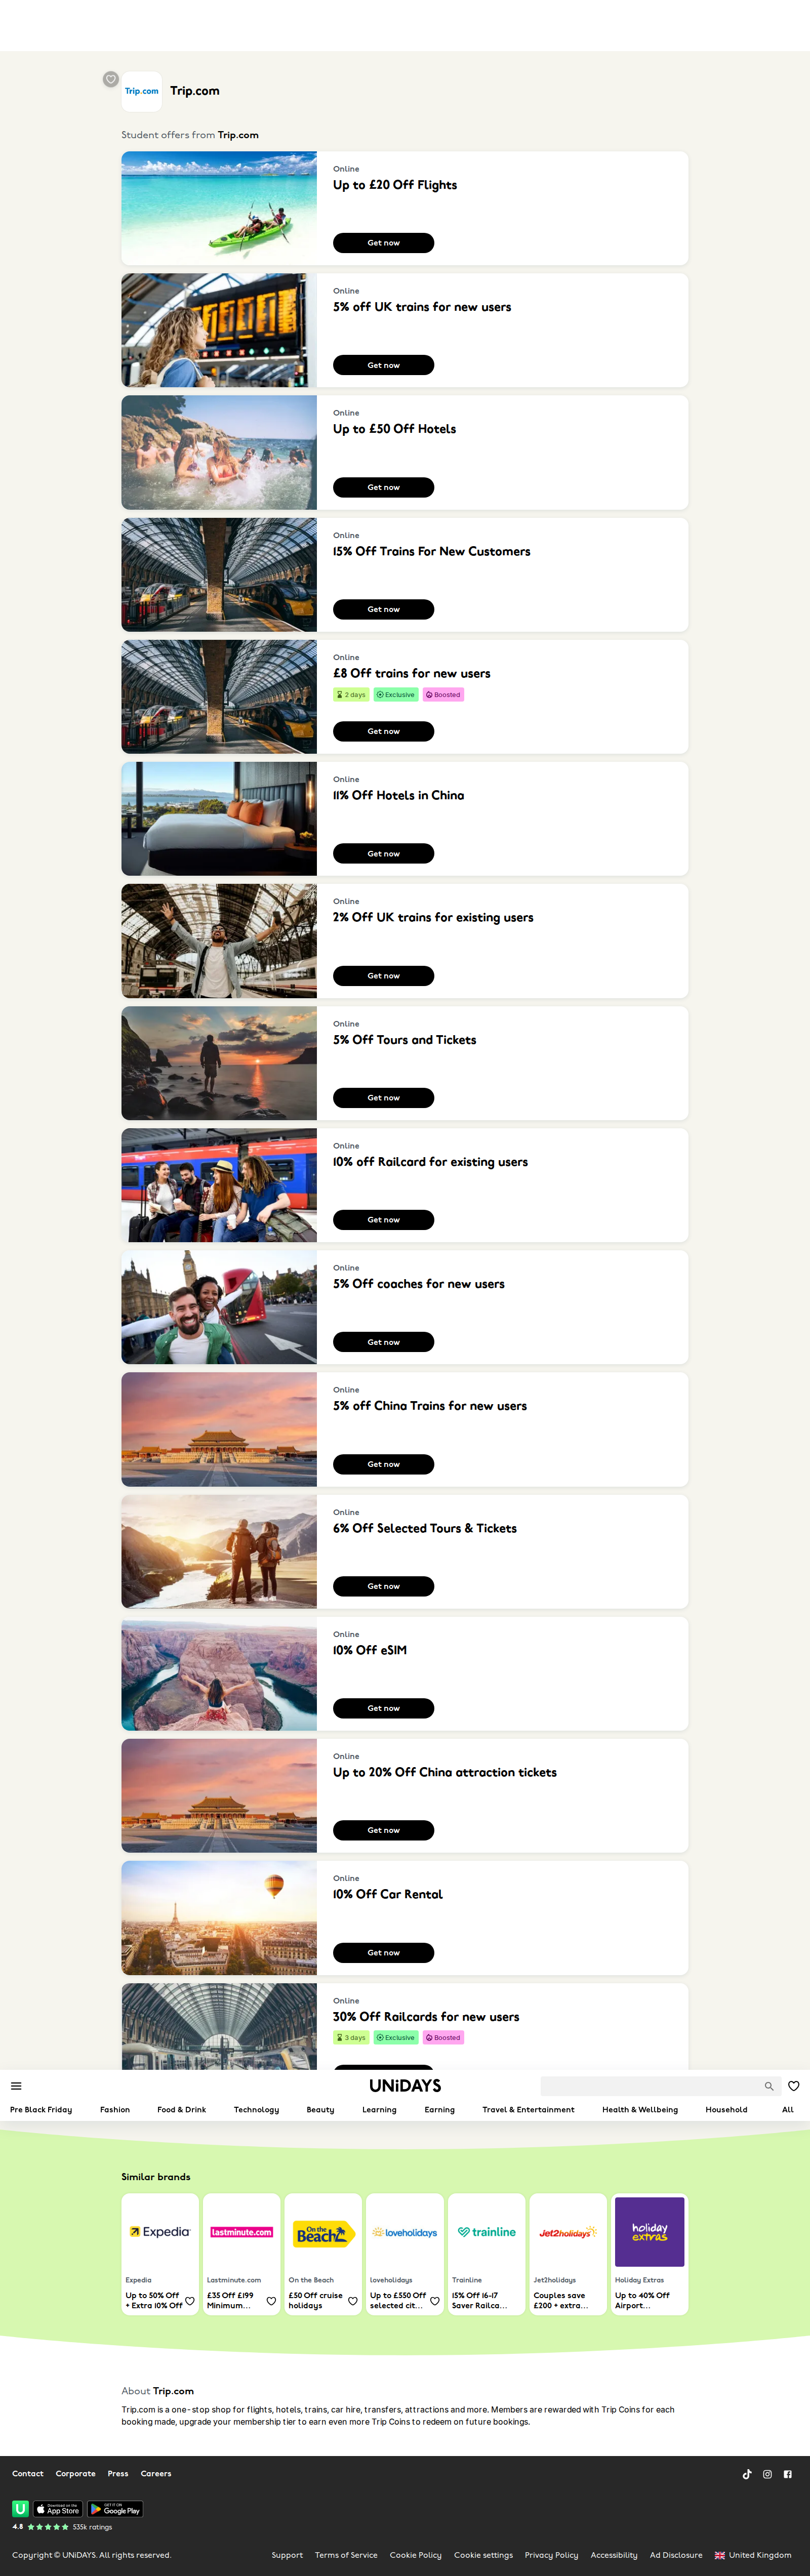 Trip.com
Trip.com
Student offers from Trip.com
Online
Up to £20 Off Flights
Get now
Online
5% off UK trains for new users
Get now
Online
Up to £50 Off Hotels
Get now
Online
15% Off Trains For New Customers
Get now
Online
£8 Off trains for new users
2 days
Exclusive
Boosted
Get now
Online
11% Off Hotels in China
Get now
Online
2% Off UK trains for existing users
Get now
Online
5% Off Tours and Tickets
Get now
Online
10% off Railcard for existing users
Get now
Online
5% Off coaches for new users
Get now
Online
5% off China Trains for new users
Get now
Online
6% Off Selected Tours & Tickets
Get now
Online
10% Off eSIM
Get now
Online
Up to 20% Off China attraction tickets
Get now
Online
10% Off Car Rental
Get now
Online
30% Off Railcards for new users
3 days
Exclusive
Boosted
UNiDAYS
Pre Black Friday
Fashion
Food & Drink
Technology
Beauty
Learning
Earning
Travel & Entertainment
Health & Wellbeing
Household
All
Similar brands
Expedia
Expedia
Up to 50% Off
+ Extra 10% Off
lastminute.com
Lastminute.com
£35 Off £199
Minimum...
On the
Beach
On the Beach
£50 Off cruise
holidays
loveholidays
loveholidays
Up to £550 Off
selected cit...
trainline
Trainline
15% Off 16-17
Saver Railca...
Jet2holidays
Jet2holidays
Couples save
£200 + extra...
holiday
extras
Holiday Extras
Up to 40% Off
Airport...
About Trip.com
Trip.com is a one-stop shop for flights, hotels, trains, car hire, transfers, attractions and more. Members are rewarded with Trip Coins for each
booking made, upgrade your membership tier to earn even more Trip Coins to redeem on future bookings.
Contact
Corporate
Press
Careers
U
Download on the
App Store
GET IT ON
Google Play
4.8
535k ratings
Copyright © UNiDAYS. All rights reserved.
Support
Terms of Service
Cookie Policy
Cookie settings
Privacy Policy
Accessibility
Ad Disclosure
United Kingdom